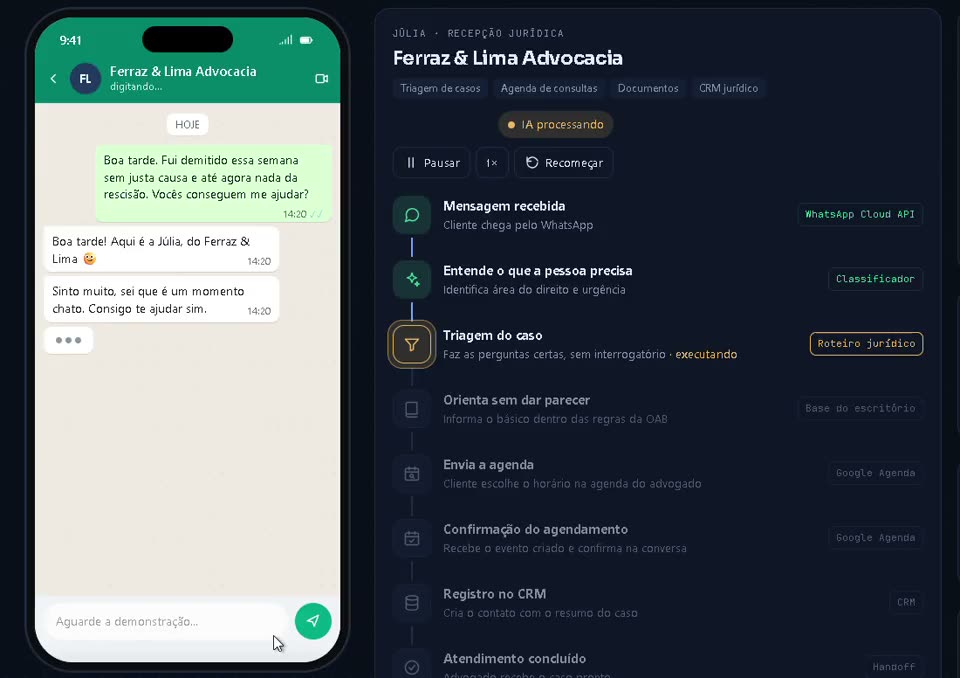 9:41
FL
Ferraz & Lima Advocacia
digitando...
HOJE
Boa tarde. Fui demitido essa semana
sem justa causa e até agora nada da
rescisão. Vocês conseguem me ajudar?
14:20
Boa tarde! Aqui é a Júlia, do Ferraz &
Lima
14:20
Sinto muito, sei que é um momento
chato. Consigo te ajudar sim.
14:20
Aguarde a demonstração...
JÚLIA · RECEPÇÃO JURÍDICA
Ferraz & Lima Advocacia
Triagem de casos
Agenda de consultas
Documentos
CRM jurídico
IA processando
Pausar
1×
Recomeçar
Mensagem recebida
Cliente chega pelo WhatsApp
WhatsApp Cloud API
Entende o que a pessoa precisa
Identifica área do direito e urgência
Classificador
Triagem do caso
Faz as perguntas certas, sem interrogatório · executando
Roteiro jurídico
Orienta sem dar parecer
Informa o básico dentro das regras da OAB
Base do escritório
Envia a agenda
Cliente escolhe o horário na agenda do advogado
Google Agenda
Confirmação do agendamento
Recebe o evento criado e confirma na conversa
Google Agenda
Registro no CRM
Cria o contato com o resumo do caso
CRM
Atendimento concluído
Advogado recebe o caso pronto
Handoff